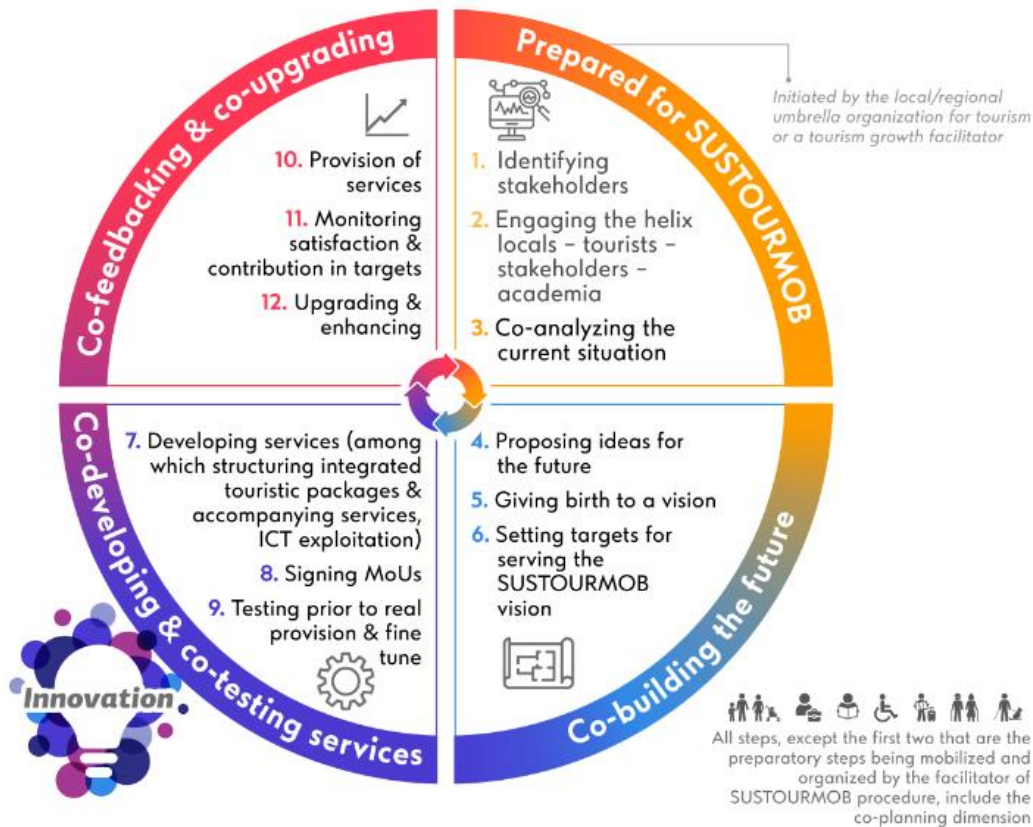 Co-feedbacking & co-upgrading
Prepared for SUSTOURMOB
Initiated by the local/regional
umbrella organization for tourism
or a tourism growth facilitator
10. Provision of
services
11. Monitoring
satisfaction &
contribution in targets
12. Upgrading &
enhancing
1. Identifying
stakeholders
2. Engaging the helix
locals – tourists –
stakeholders –
academia
3. Co-analyzing the
current situation
7. Developing services (among
which structuring integrated
touristic packages &
accompanying services,
ICT exploitation)
8. Signing MoUs
9. Testing prior to real
provision & fine
tune
4. Proposing ideas for
the future
5. Giving birth to a vision
6. Setting targets for
serving the
SUSTOURMOB
vision
Co-developing & co-testing services
Co-building the future
Innovation
All steps, except the first two that are the
preparatory steps being mobilized and
organized by the facilitator of
SUSTOURMOB procedure, include the
co-planning dimension